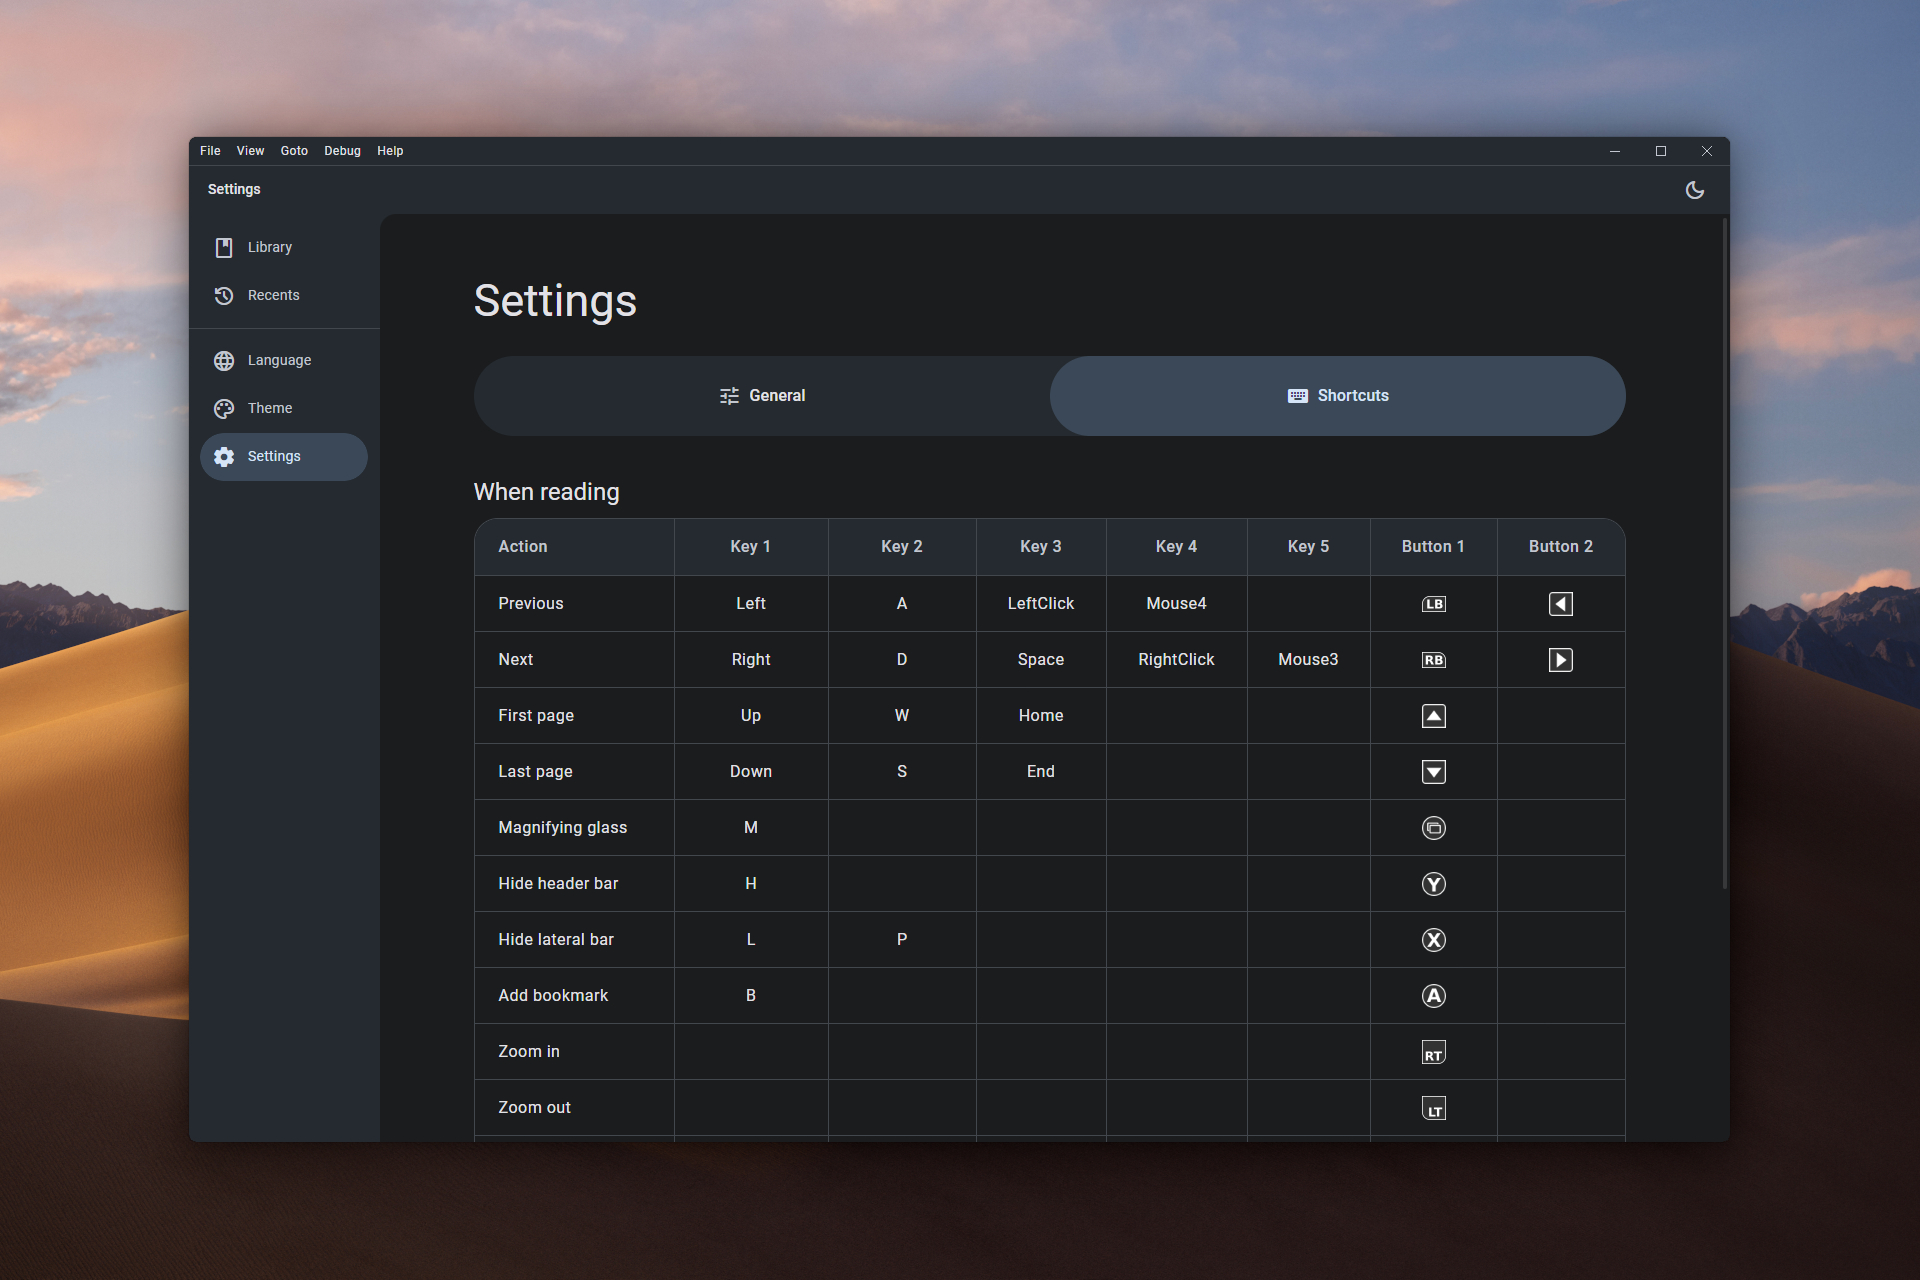 File View Goto Debug Help
Settings
Library
Recents
Language
Theme
Settings
Settings
General Shortcuts
When reading
Action Key 1 Key 2 Key 3 Key 4 Key 5 Button 1 Button 2
Previous Left A LeftClick Mouse4 LB
Next Right D Space RightClick Mouse3 RB
First page Up W Home
Last page Down S End
Magnifying glass M
Hide header bar H Y
Hide lateral bar L P X
Add bookmark B A
Zoom in RT
Zoom out LT